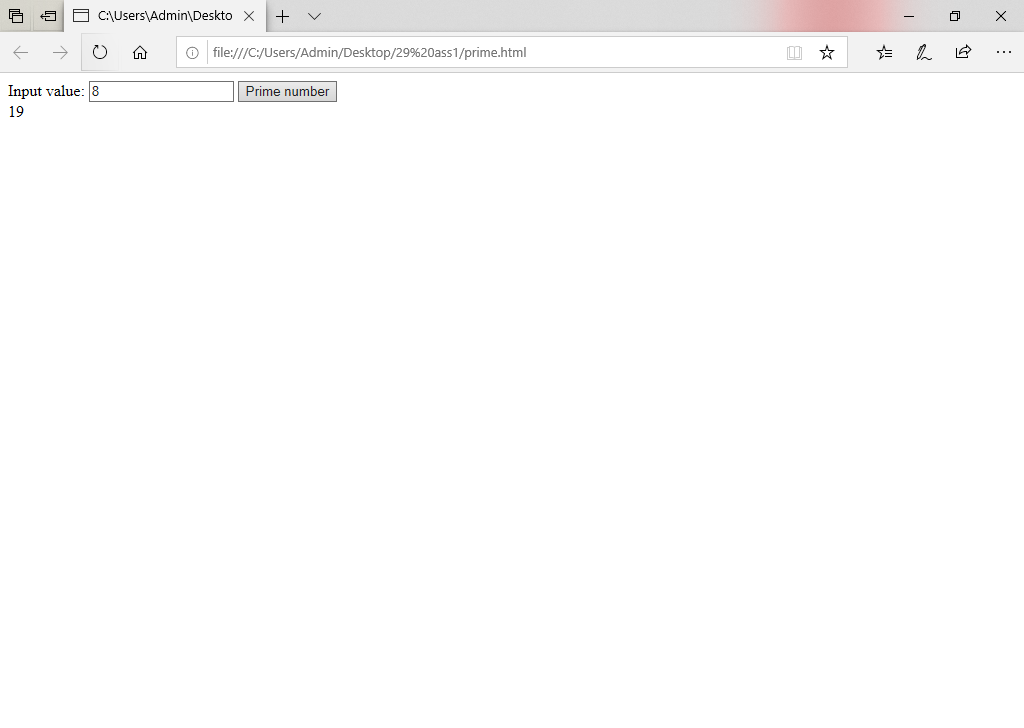 C:\Users\Admin\Deskto
file:///C:/Users/Admin/Desktop/29%20ass1/prime.html
Input value: 8 Prime number
19